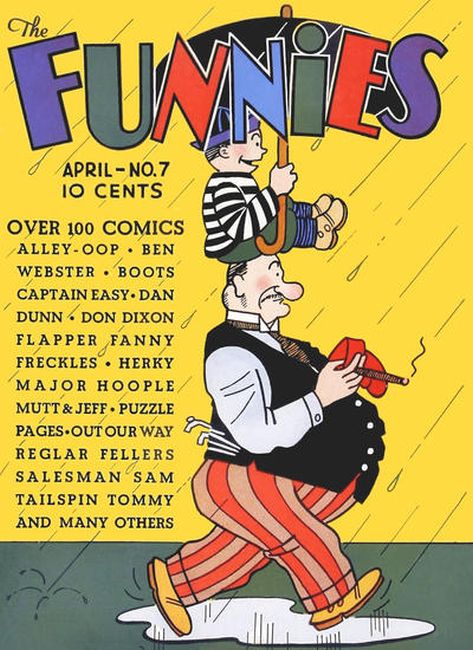 The
FUNNIES
APRIL - NO. 7
10 CENTS
OVER 100 COMICS
ALLEY-OOP • BEN
WEBSTER • BOOTS
CAPTAIN EASY • DAN
DUNN • DON DIXON
FLAPPER FANNY
FRECKLES • HERKY
MAJOR HOOPLE
MUTT & JEFF • PUZZLE
PAGES • OUT OUR WAY
REGLAR FELLERS
SALESMAN SAM
TAILSPIN TOMMY
AND MANY OTHERS